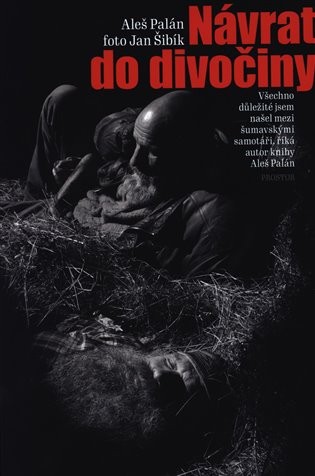 Aleš Palán
foto Jan Šibík
Návrat
do divočiny
Všechno
důležité jsem
našel mezi
šumavskými
samotáři, říká
autor knihy
Aleš Palán
PROSTOR